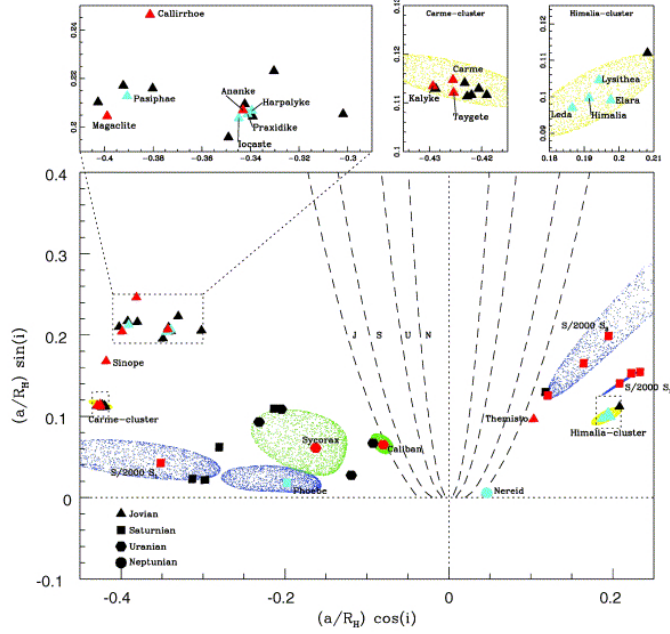 Callirrhoe
Pasiphae
Magaclite
Ananke
Harpalyke
Praxidike
Iocaste
0.25
0.2
-0.4
-0.38
-0.36
-0.34
-0.32
-0.3
Carme-cluster
Carme
Kalyke
Taygete
0.13
0.12
0.11
0.1
-0.43
-0.42
Himalia-cluster
Lysithea
Leda
Elara
Himalia
0.11
0.1
0.09
0.18
0.19
0.2
0.21
0.4
0.3
0.2
0.1
0
-0.1
(a/R_H) sin(i)
J S U N
S/2000 S
Sinope
S/2000 S
Carme-cluster
Themisto
Himalia-cluster
Sycorax
Caliban
S/2000 S
Phoebe
Nereid
Jovian
Saturnian
Uranian
Neptunian
-0.4
-0.2
0
0.2
(a/R_H) cos(i)